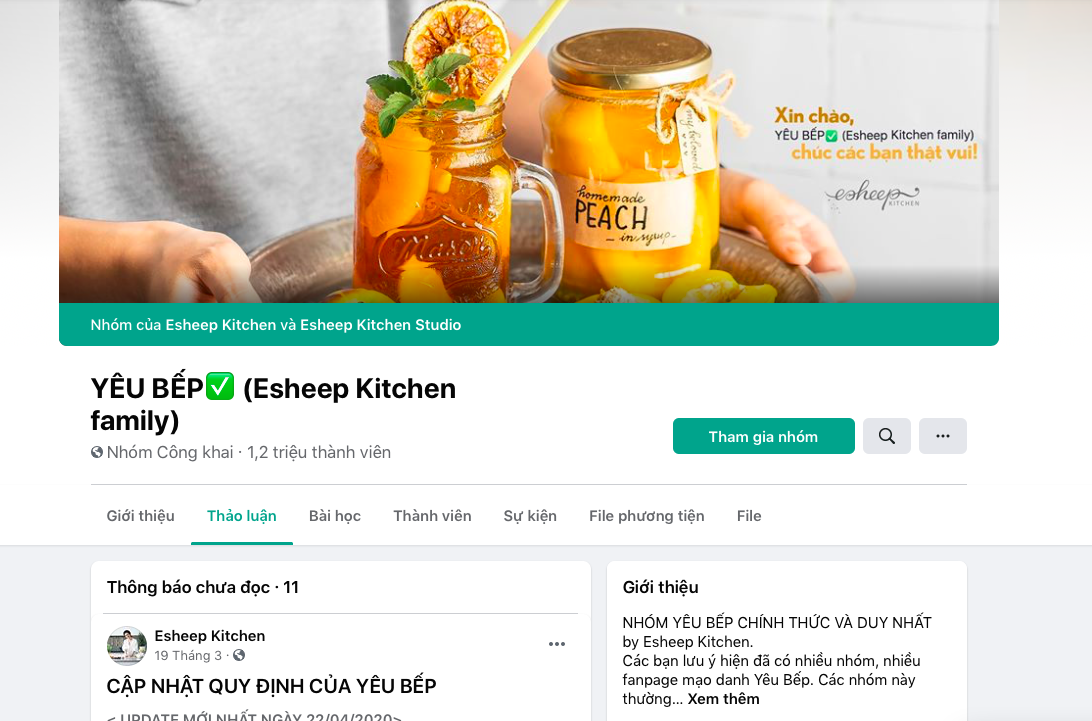 Xin chào,
YÊU BẾP✅ (Esheep Kitchen family)
chúc các bạn thật vui!
esheep
KITCHEN
my beloved
homemade
PEACH
in syrup
Mason
Nhóm của Esheep Kitchen và Esheep Kitchen Studio
YÊU BẾP✅ (Esheep Kitchen
family)
Nhóm Công khai · 1,2 triệu thành viên
Tham gia nhóm
Giới thiệu
Thảo luận
Bài học
Thành viên
Sự kiện
File phương tiện
File
Thông báo chưa đọc · 11
Esheep Kitchen
19 Tháng 3 ·
CẬP NHẬT QUY ĐỊNH CỦA YÊU BẾP
< UPDATE MỚI NHẤT NGÀY 22/04/2020>
Giới thiệu
NHÓM YÊU BẾP CHÍNH THỨC VÀ DUY NHẤT
by Esheep Kitchen.
Các bạn lưu ý hiện đã có nhiều nhóm, nhiều
fanpage mạo danh Yêu Bếp. Các nhóm này
thường... Xem thêm